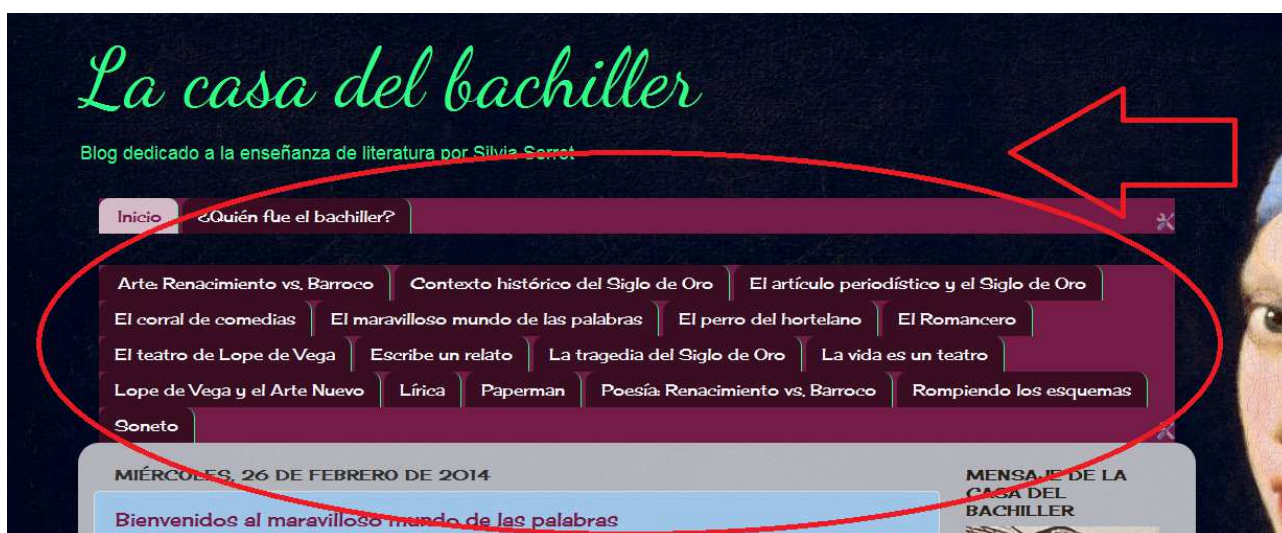 La casa del bachiller
Blog dedicado a la enseñanza de literatura por Silvia Serret
Inicio ¿Quién fue el bachiller?
Arte: Renacimiento vs. Barroco Contexto histórico del Siglo de Oro El artículo periodístico y el Siglo de Oro
El corral de comedias El maravilloso mundo de las palabras El perro del hortelano El Romancero
El teatro de Lope de Vega Escribe un relato La tragedia del Siglo de Oro La vida es un teatro
Lope de Vega y el Arte Nuevo Lírica Paperman Poesía: Renacimiento vs. Barroco Rompiendo los esquemas
Soneto
MIÉRCOLES, 26 DE FEBRERO DE 2014
Bienvenidos al maravilloso mundo de las palabras
MENSAJE DE LA
CASA DEL
BACHILLER